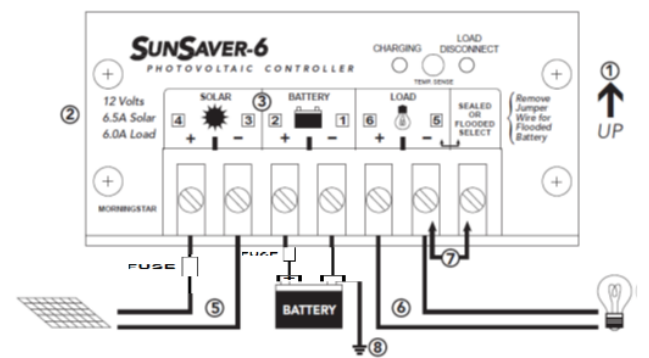 SUNSAVER-6
PHOTOVOLTAIC CONTROLLER
CHARGING
LOAD
DISCONNECT
TEMP. SENSE
① 
UP
②
12 Volts
6.5A Solar
6.0A Load
SOLAR
③
BATTERY
LOAD
4
3
2
1
6
5
+ − + − + −
SEALED
OR
FLOODED
SELECT
Remove
Jumper
Wire for
Flooded
Battery
MORNINGSTAR
FUSE
FUSE
⑦
⑤
BATTERY
⑥
⑧